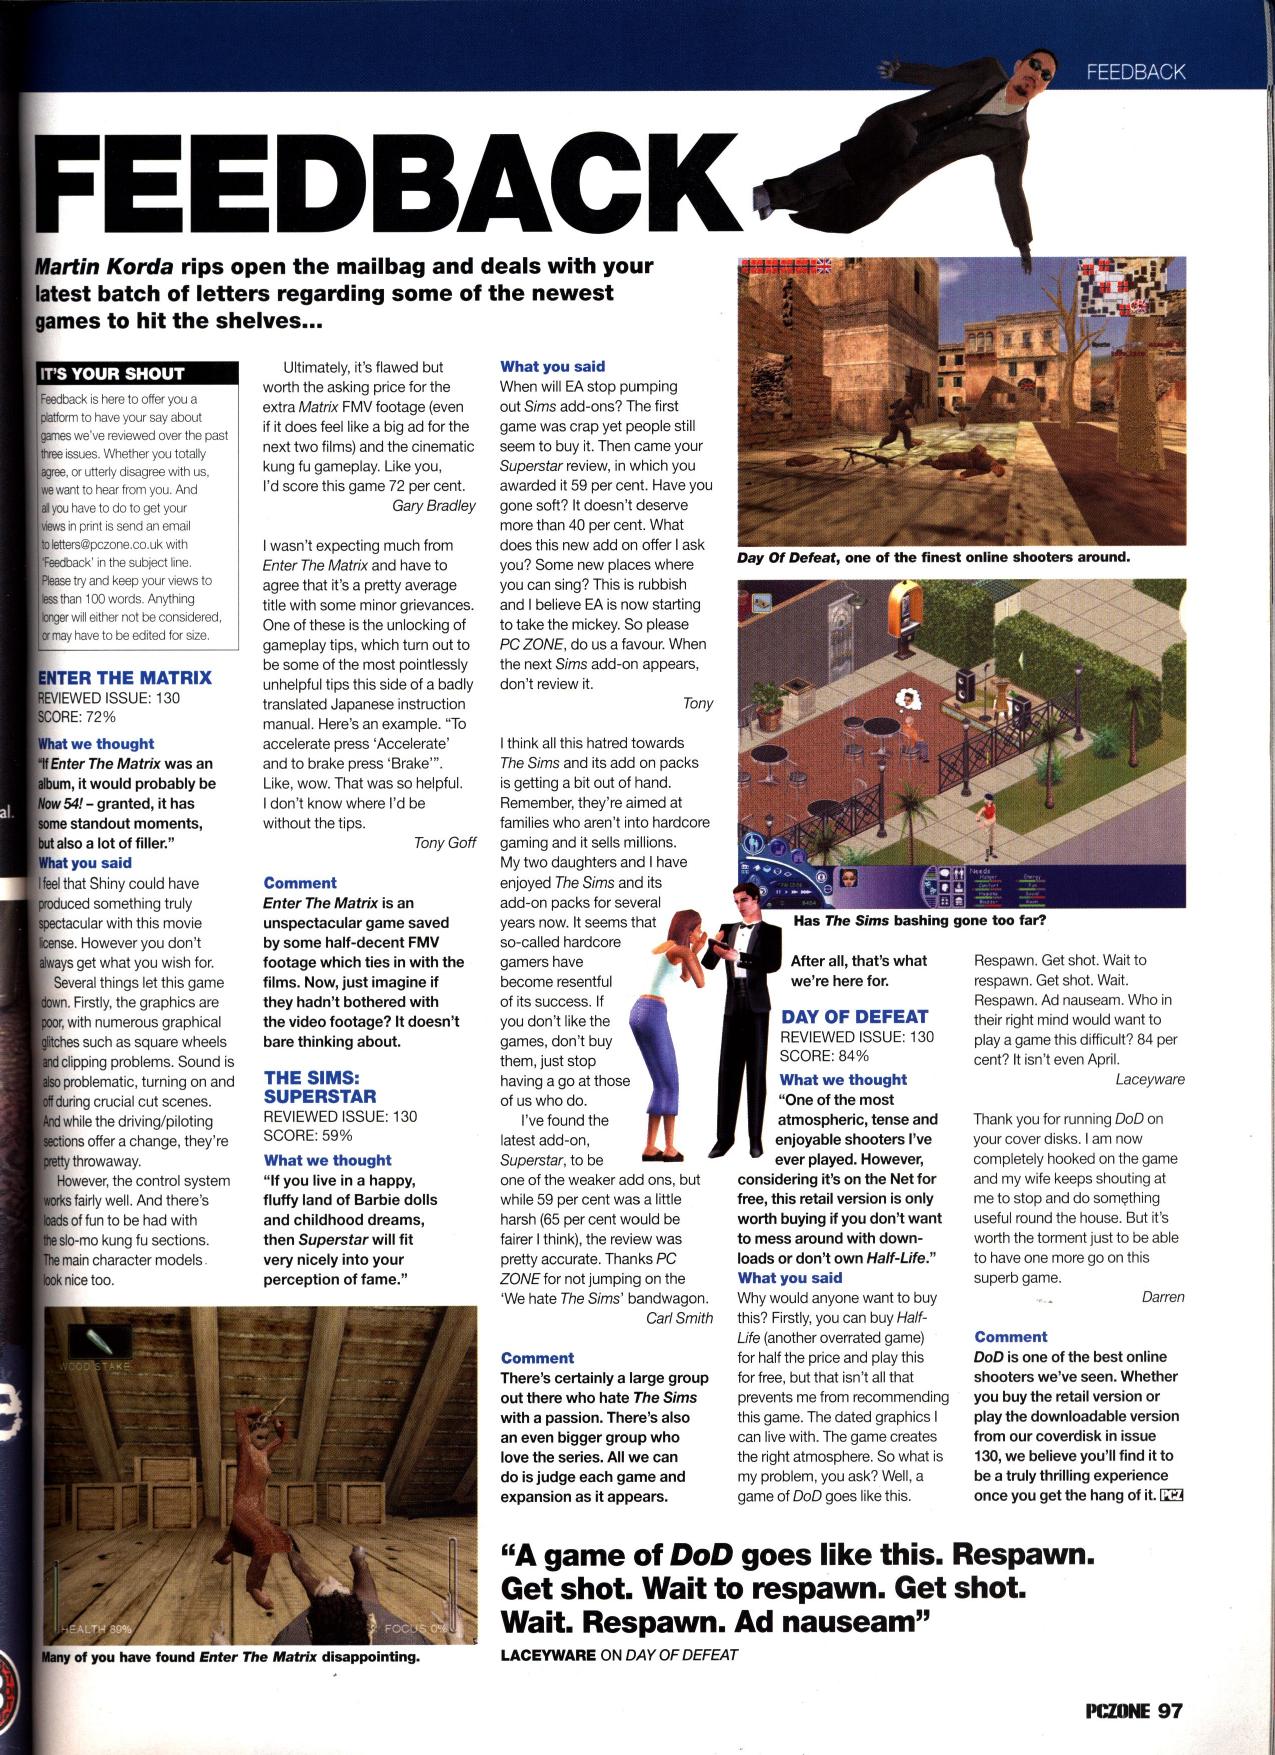 FEEDBACK
FEEDBACK
Martin Korda rips open the mailbag and deals with your
latest batch of letters regarding some of the newest
games to hit the shelves...
IT'S YOUR SHOUT
Feedback is here to offer you a
platform to have your say about
games we've reviewed over the past
three issues. Whether you totally
agree, or utterly disagree with us,
we want to hear from you. And
all you have to do to get your
views in print is send an email
to letters@pczone.co.uk with
'Feedback' in the subject line.
Please try and keep your views to
less than 100 words. Anything
longer will either not be considered,
or may have to be edited for size.
ENTER THE MATRIX
REVIEWED ISSUE: 130
SCORE: 72%
What we thought
"If Enter The Matrix was an
album, it would probably be
Now 54! – granted, it has
some standout moments,
but also a lot of filler."
What you said
I feel that Shiny could have
produced something truly
spectacular with this movie
license. However you don't
always get what you wish for.
Several things let this game
down. Firstly, the graphics are
poor, with numerous graphical
glitches such as square wheels
and clipping problems. Sound is
also problematic, turning on and
off during crucial cut scenes.
And while the driving/piloting
sections offer a change, they're
pretty throwaway.
However, the control system
works fairly well. And there's
loads of fun to be had with
the slo-mo kung fu sections.
The main character models
look nice too.
Ultimately, it's flawed but
worth the asking price for the
extra Matrix FMV footage (even
if it does feel like a big ad for the
next two films) and the cinematic
kung fu gameplay. Like you,
I'd score this game 72 per cent.
Gary Bradley
I wasn't expecting much from
Enter The Matrix and have to
agree that it's a pretty average
title with some minor grievances.
One of these is the unlocking of
gameplay tips, which turn out to
be some of the most pointlessly
unhelpful tips this side of a badly
translated Japanese instruction
manual. Here's an example. "To
accelerate press 'Accelerate'
and to brake press 'Brake'".
Like, wow. That was so helpful.
I don't know where I'd be
without the tips.
Tony Goff
Comment
Enter The Matrix is an
unspectacular game saved
by some half-decent FMV
footage which ties in with the
films. Now, just imagine if
they hadn't bothered with
the video footage? It doesn't
bare thinking about.
THE SIMS:
SUPERSTAR
REVIEWED ISSUE: 130
SCORE: 59%
What we thought
"If you live in a happy,
fluffy land of Barbie dolls
and childhood dreams,
then Superstar will fit
very nicely into your
perception of fame."
WOOD STAKE
HEALTH 89%
FOCUS 0%
Many of you have found Enter The Matrix disappointing.
What you said
When will EA stop pumping
out Sims add-ons? The first
game was crap yet people still
seem to buy it. Then came your
Superstar review, in which you
awarded it 59 per cent. Have you
gone soft? It doesn't deserve
more than 40 per cent. What
does this new add on offer I ask
you? Some new places where
you can sing? This is rubbish
and I believe EA is now starting
to take the mickey. So please
PC ZONE, do us a favour. When
the next Sims add-on appears,
don't review it.
Tony
I think all this hatred towards
The Sims and its add on packs
is getting a bit out of hand.
Remember, they're aimed at
families who aren't into hardcore
gaming and it sells millions.
My two daughters and I have
enjoyed The Sims and its
add-on packs for several
years now. It seems that
so-called hardcore
gamers have
become resentful
of its success. If
you don't like the
games, don't buy
them, just stop
having a go at those
of us who do.
I've found the
latest add-on,
Superstar, to be
one of the weaker add ons, but
while 59 per cent was a little
harsh (65 per cent would be
fairer I think), the review was
pretty accurate. Thanks PC
ZONE for not jumping on the
'We hate The Sims' bandwagon.
Carl Smith
Comment
There's certainly a large group
out there who hate The Sims
with a passion. There's also
an even bigger group who
love the series. All we can
do is judge each game and
expansion as it appears.
Day Of Defeat, one of the finest online shooters around.
Needs
Hunger
Energy
Comfort
Fun
Hygiene
Social
Bladder
Room
Has The Sims bashing gone too far?
After all, that's what
we're here for.
DAY OF DEFEAT
REVIEWED ISSUE: 130
SCORE: 84%
What we thought
"One of the most
atmospheric, tense and
enjoyable shooters I've
ever played. However,
considering it's on the Net for
free, this retail version is only
worth buying if you don't want
to mess around with down-
loads or don't own Half-Life."
What you said
Why would anyone want to buy
this? Firstly, you can buy Half-
Life (another overrated game)
for half the price and play this
for free, but that isn't all that
prevents me from recommending
this game. The dated graphics I
can live with. The game creates
the right atmosphere. So what is
my problem, you ask? Well, a
game of DoD goes like this.
Respawn. Get shot. Wait to
respawn. Get shot. Wait.
Respawn. Ad nauseam. Who in
their right mind would want to
play a game this difficult? 84 per
cent? It isn't even April.
Laceyware
Thank you for running DoD on
your cover disks. I am now
completely hooked on the game
and my wife keeps shouting at
me to stop and do something
useful round the house. But it's
worth the torment just to be able
to have one more go on this
superb game.
Darren
Comment
DoD is one of the best online
shooters we've seen. Whether
you buy the retail version or
play the downloadable version
from our coverdisk in issue
130, we believe you'll find it to
be a truly thrilling experience
once you get the hang of it. PCZ
"A game of DoD goes like this. Respawn.
Get shot. Wait to respawn. Get shot.
Wait. Respawn. Ad nauseam"
LACEYWARE ON DAY OF DEFEAT
PCZONE 97
al.